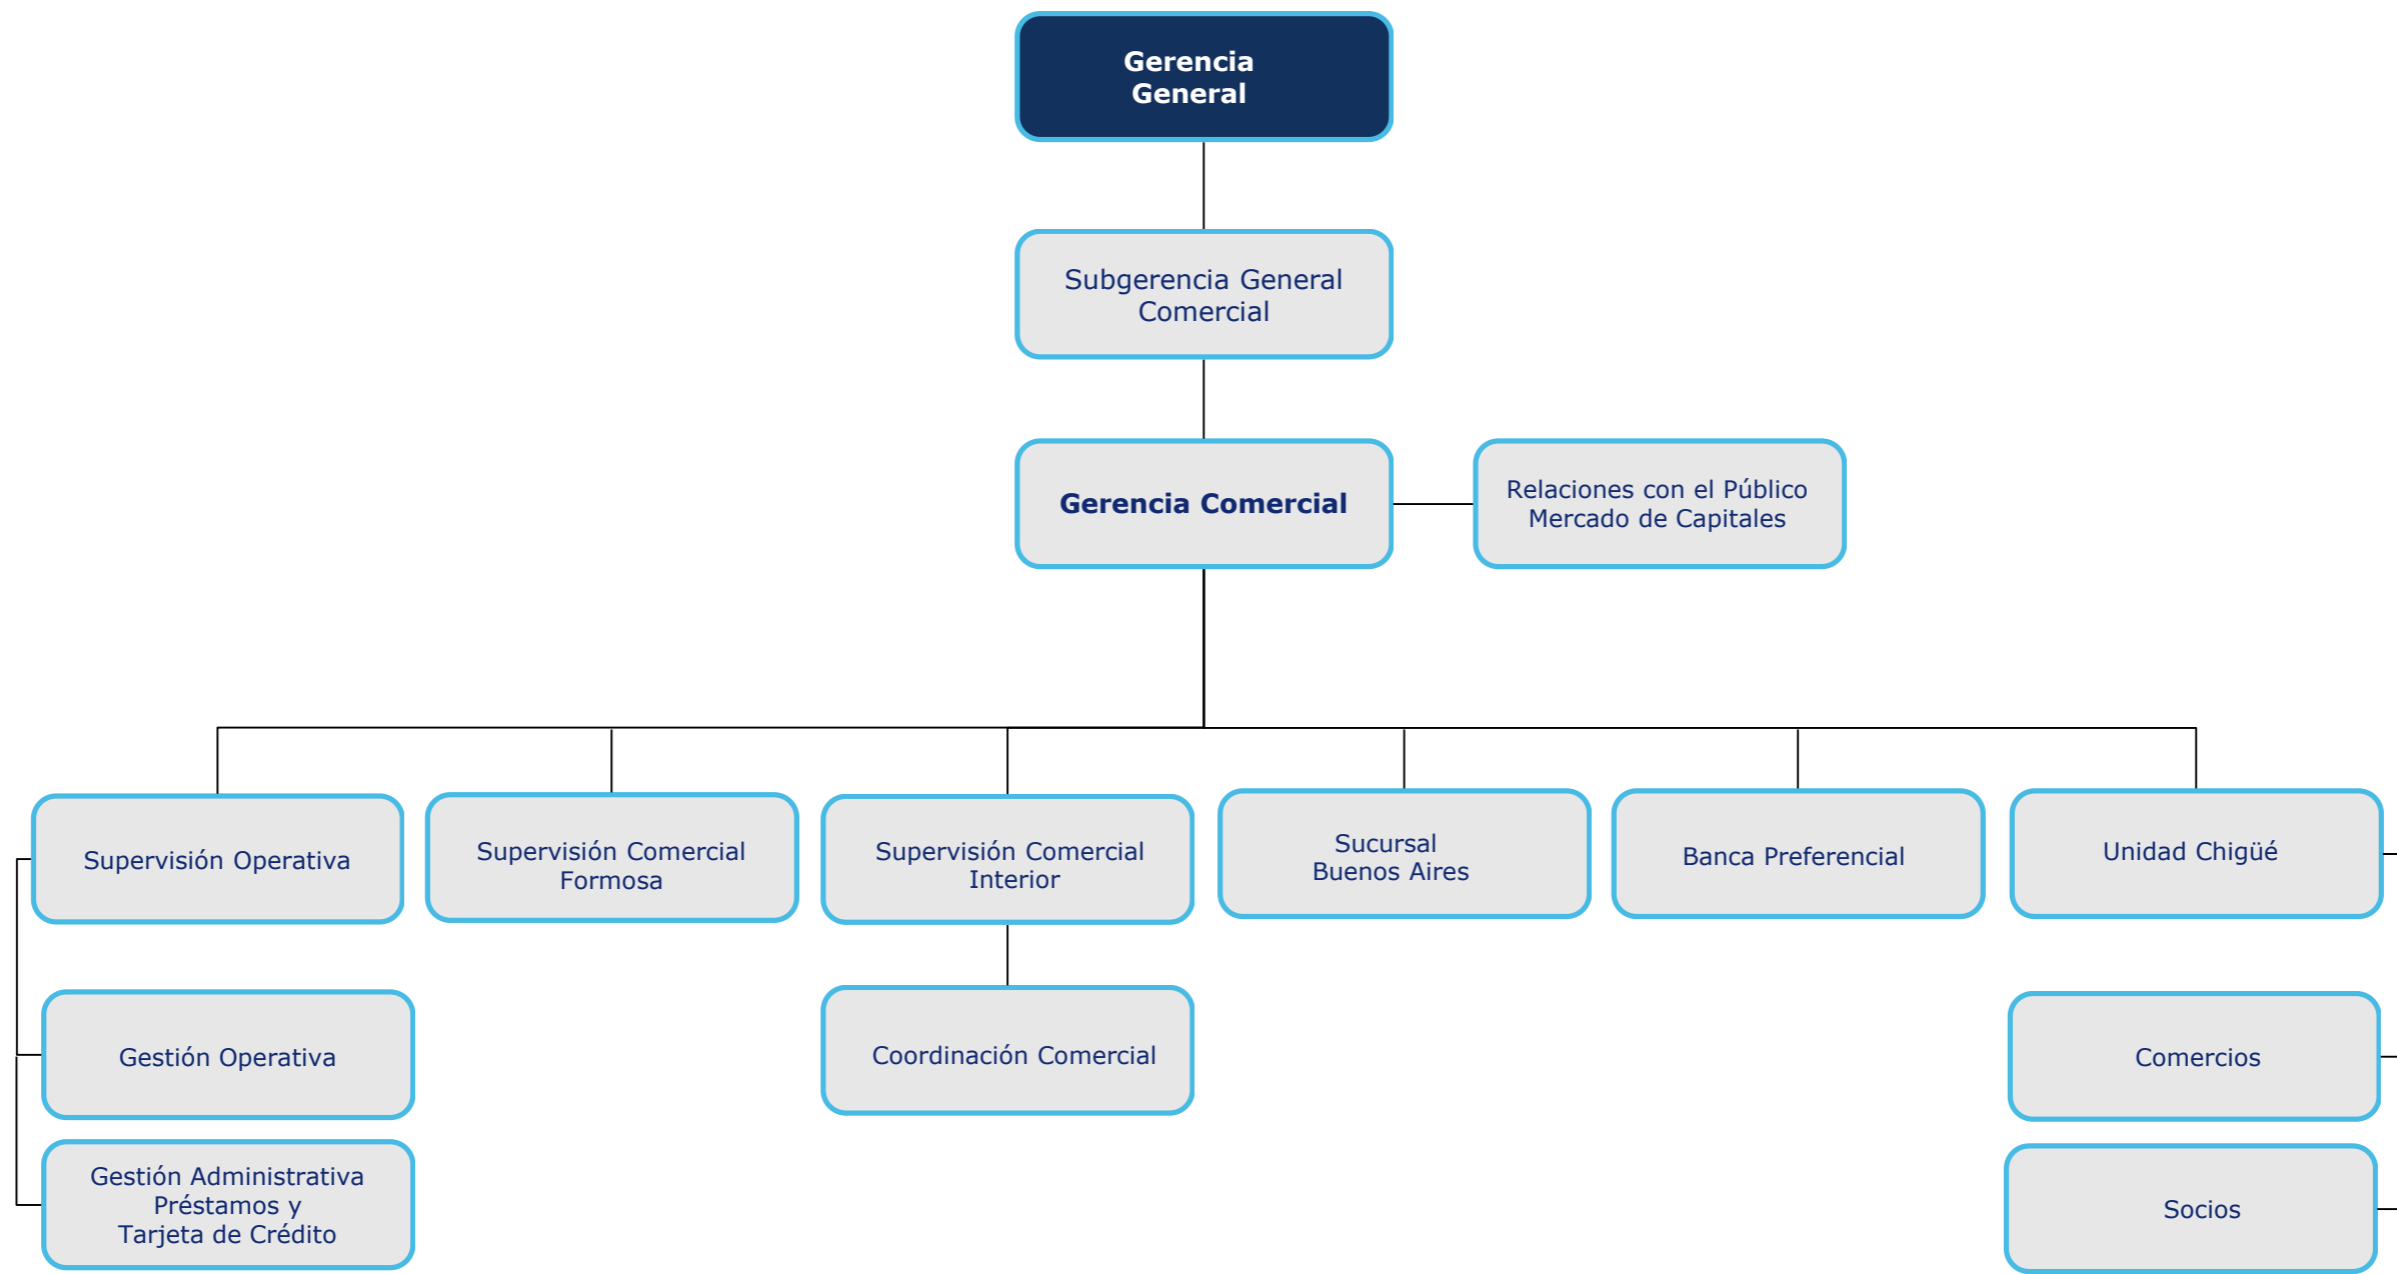 Gerencia
General
Subgerencia General
Comercial
Gerencia Comercial
Relaciones con el Público
Mercado de Capitales
Supervisión Operativa
Supervisión Comercial
Formosa
Supervisión Comercial
Interior
Sucursal
Buenos Aires
Banca Preferencial
Unidad Chigüé
Gestión Operativa
Coordinación Comercial
Comercios
Gestión Administrativa
Préstamos y
Tarjeta de Crédito
Socios